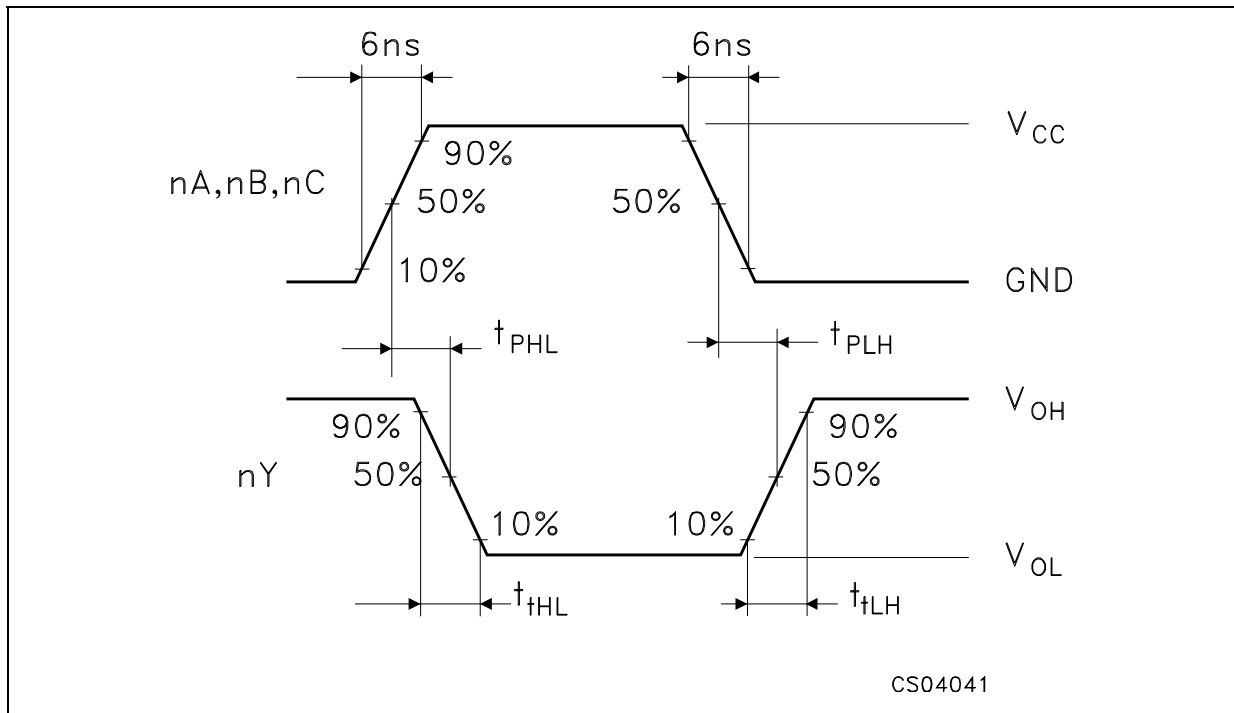 6ns 6ns
V_CC
90%
nA,nB,nC
50% 50%
10%
GND
t_PHL t_PLH
V_OH
90% 90%
nY
50% 50%
10% 10%
V_OL
t_tHL t_tLH
CS04041